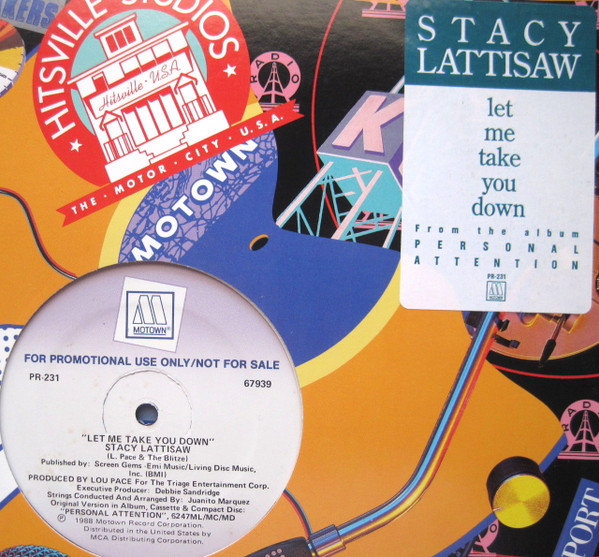 AKERS
HITSVILLE STUDIOS
Hitsville·U.S.A.
THE · MOTOR · CITY · U.S.A.
RADIO
MOTOWN
K
STACY
LATTISAW
let
me
take
you
down
From the album
PERSONAL
ATTENTION
PR-231
M
M
MOTOWN®
FOR PROMOTIONAL USE ONLY/NOT FOR SALE
PR-231 67939
"LET ME TAKE YOU DOWN"
STACY LATTISAW
(L. Pace & The Blitze)
Published by: Screen Gems -Emi Music/Living Disc Music,
Inc. (BMI)
PRODUCED BY LOU PACE For The Triage Entertainment Corp.
Executive Producer: Debbie Sandridge
Strings Conducted And Arranged By: Juanito Marquez
Original Version in Album, Cassette & Compact Disc:
"PERSONAL ATTENTION", 6247ML/MC/MD
℗ 1988 Motown Record Corporation.
Distributed in the United States by
MCA Distributing Corporation.
RADIO
PORT